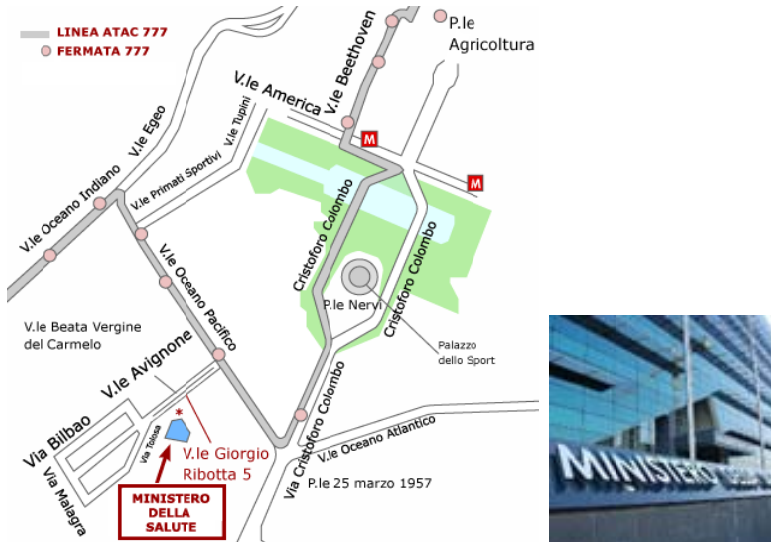 LINEA ATAC 777
FERMATA 777
P.le
Agricoltura
V.le Beethoven
V.le America
M
M
V.le Egeo
V.le Tupini
V.le Primati Sportivi
V.le Oceano Indiano
V.le Oceano Pacifico
Cristoforo Colombo
Cristoforo Colombo
P.le Nervi
Palazzo
dello Sport
V.le Beata Vergine
del Carmelo
V.le Avignone
Via Bilbao
Via Malagra
Via Tolosa
*
V.le Giorgio
Ribotta 5
Via Cristoforo Colombo
V.le Oceano Atlantico
P.le 25 marzo 1957
MINISTERO
DELLA
SALUTE
MINISTERO